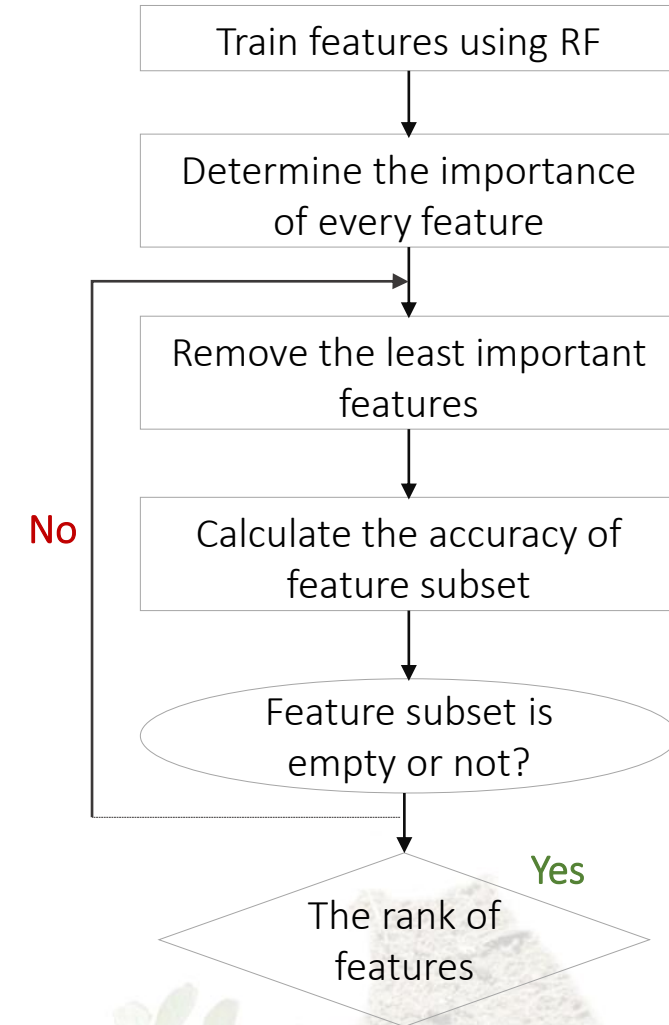 Train features using RF
Determine the importance
of every feature
Remove the least important
features
No
Calculate the accuracy of
feature subset
Feature subset is
empty or not?
Yes
The rank of
features